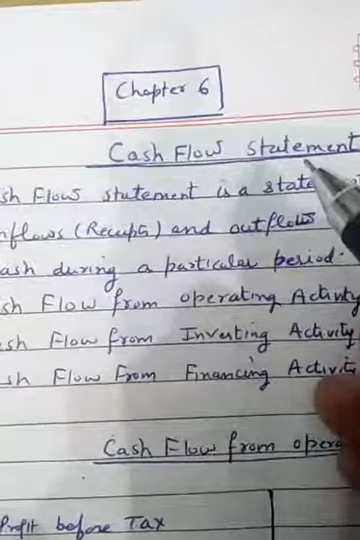 Chapter 6
Cash Flow Statement
sh Flow statement is a state
nflows (Receipts) and outflows
ash during a particular period.
sh Flow from operating Activity
sh Flow from Investing Activity
sh Flow From Financing Activit
Cash Flow from opera
Profit before Tax